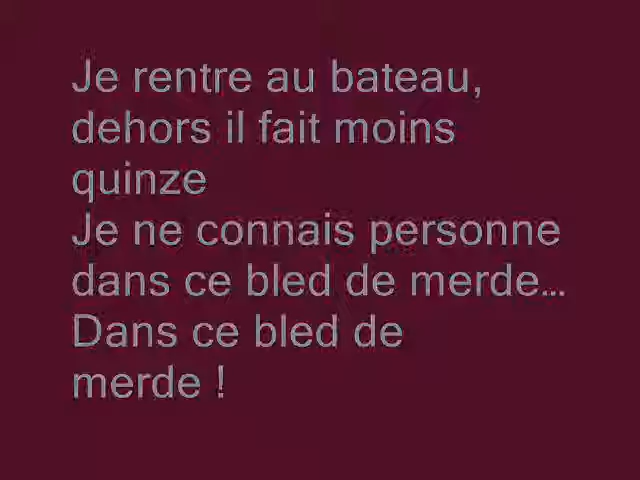 Je rentre au bateau,
dehors il fait moins
quinze
Je ne connais personne
dans ce bled de merde...
Dans ce bled de
merde !